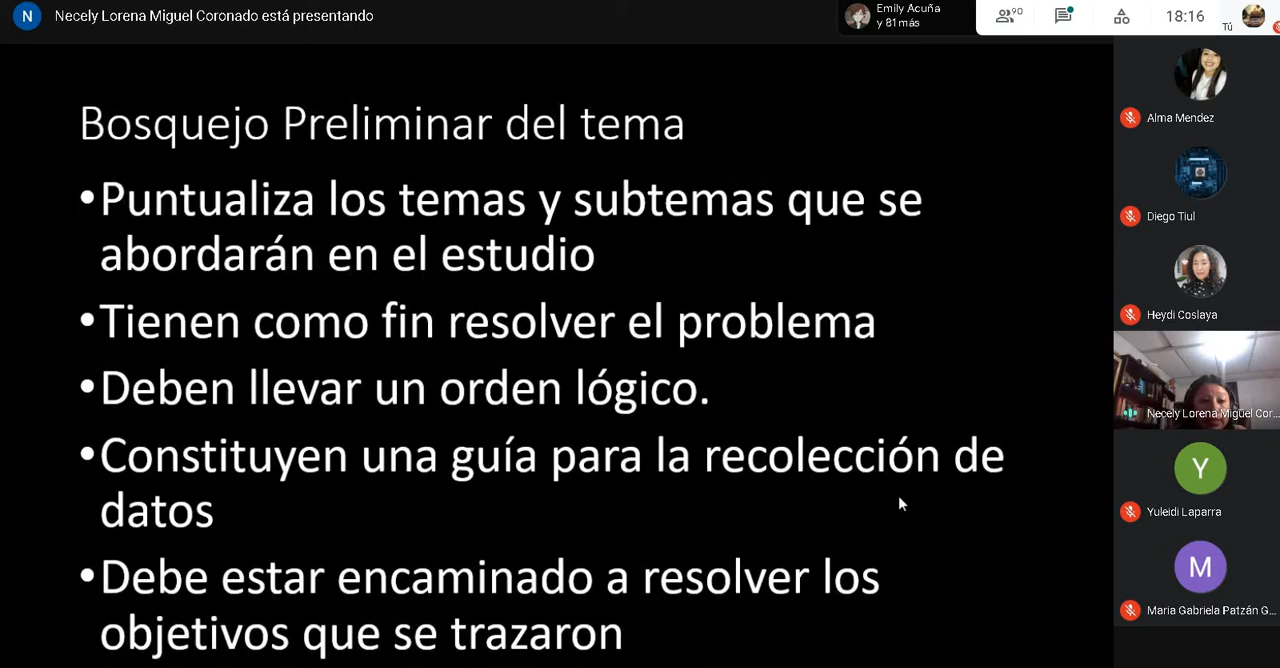 N
Necely Lorena Miguel Coronado está presentando
Emily Acuña
y 81 más
90
18:16
Tú
Bosquejo Preliminar del tema
•Puntualiza los temas y subtemas que se
abordarán en el estudio
•Tienen como fin resolver el problema
•Deben llevar un orden lógico.
•Constituyen una guía para la recolección de
datos
•Debe estar encaminado a resolver los
objetivos que se trazaron
Alma Mendez
Diego Tiul
Heydi Coslaya
Necely Lorena Miguel Cor...
Y
Yuleidi Laparra
M
Maria Gabriela Patzán G...